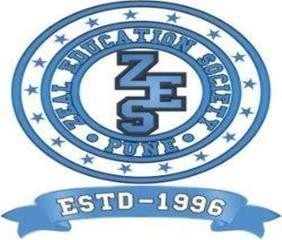 ZEAL EDUCATION SOCIETY
ZES
• PUNE •
ESTD-1996